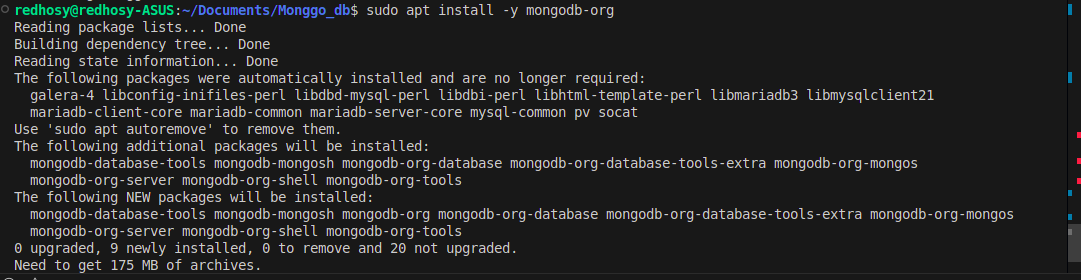 redhosy@redhosy-ASUS:~/Documents/Monggo_db$ sudo apt install -y mongodb-org
Reading package lists... Done
Building dependency tree... Done
Reading state information... Done
The following packages were automatically installed and are no longer required:
  galera-4 libconfig-inifiles-perl libdbd-mysql-perl libdbi-perl libhtml-template-perl libmariadb3 libmysqlclient21
  mariadb-client-core mariadb-common mariadb-server-core mysql-common pv socat
Use 'sudo apt autoremove' to remove them.
The following additional packages will be installed:
  mongodb-database-tools mongodb-mongosh mongodb-org-database mongodb-org-database-tools-extra mongodb-org-mongos
  mongodb-org-server mongodb-org-shell mongodb-org-tools
The following NEW packages will be installed:
  mongodb-database-tools mongodb-mongosh mongodb-org mongodb-org-database mongodb-org-database-tools-extra mongodb-org-mongos
  mongodb-org-server mongodb-org-shell mongodb-org-tools
0 upgraded, 9 newly installed, 0 to remove and 20 not upgraded.
Need to get 175 MB of archives.